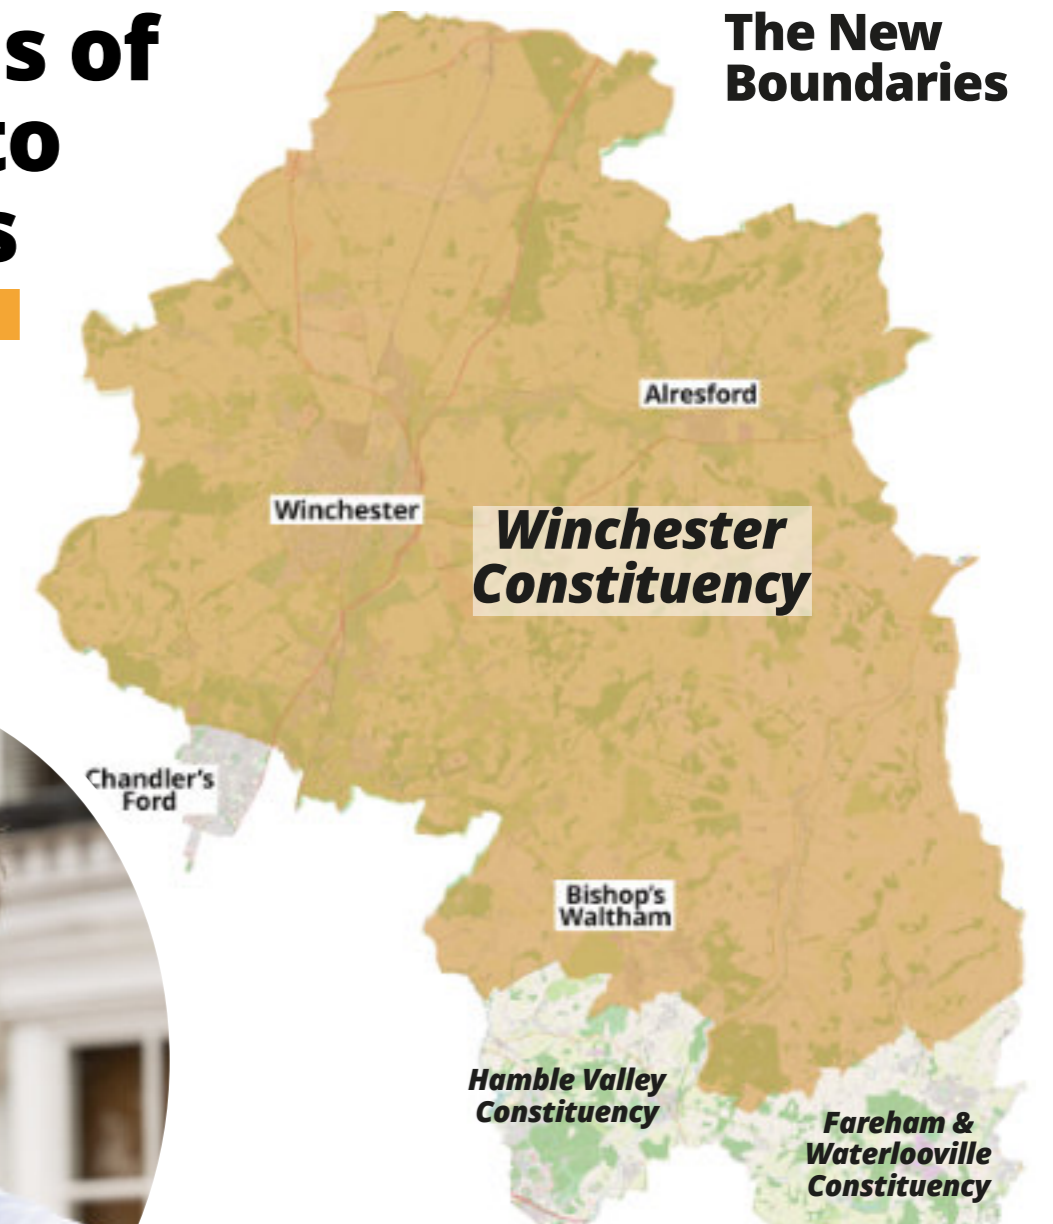 s of
to
s
The New
Boundaries
Alresford
Winchester
Winchester
Constituency
Chandler's
Ford
Bishop's
Waltham
Hamble Valley
Constituency
Fareham &
Waterlooville
Constituency